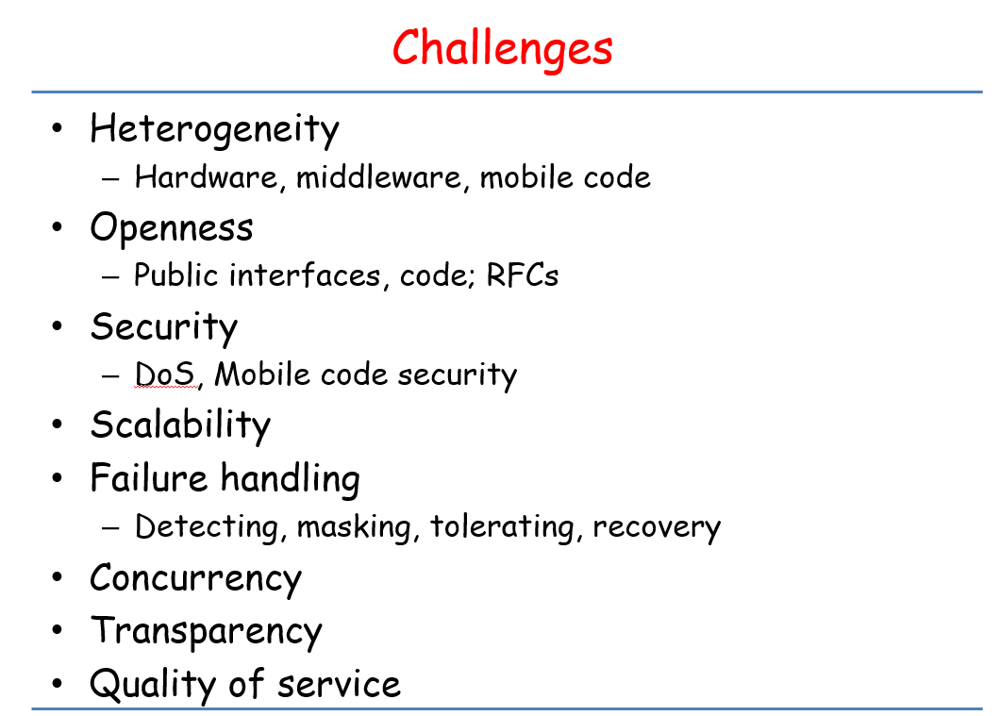 Challenges
• Heterogeneity
– Hardware, middleware, mobile code
• Openness
– Public interfaces, code; RFCs
• Security
– DoS, Mobile code security
• Scalability
• Failure handling
– Detecting, masking, tolerating, recovery
• Concurrency
• Transparency
• Quality of service